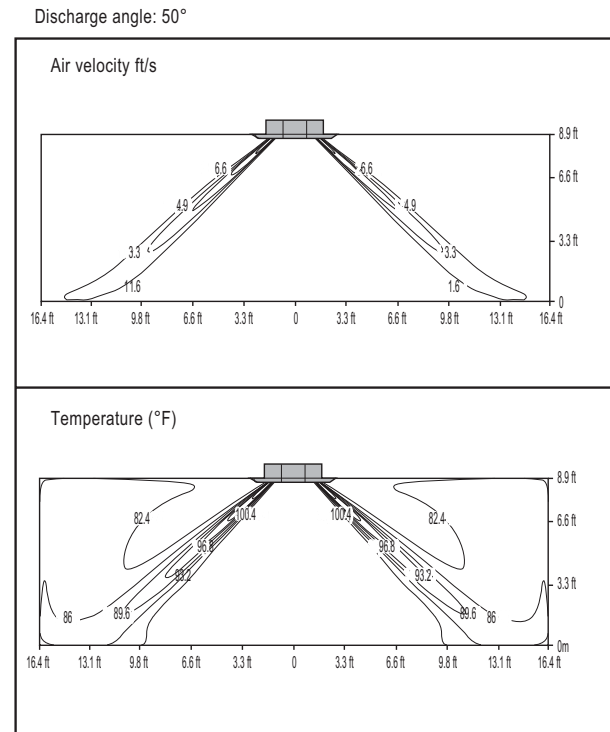 Discharge angle: 50°
Air velocity ft/s
8.9 ft
6.6 6.6
6.6 ft
4.9 4.9
3.3 3.3
3.3 ft
11.6 1.6
0
16.4 ft 13.1 ft 9.8 ft 6.6 ft 3.3 ft 0 3.3 ft 6.6 ft 9.8 ft 13.1 ft 16.4 ft
Temperature (°F)
8.9 ft
82.4 100.4 100.4 82.4
6.6 ft
96.8 96.8
93.2 93.2
3.3 ft
86 89.6 89.6 86
0m
16.4 ft 13.1 ft 9.8 ft 6.6 ft 3.3 ft 0 3.3 ft 6.6 ft 9.8 ft 13.1 ft 16.4 ft